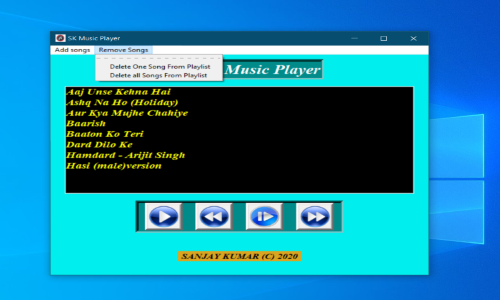 SK Music Player
Add songs Remove Songs
Delete One Song From Playlist
Delete all Songs From Playlist
Music Player
Aaj Unse Kehna Hai
Ashq Na Ho (Holiday)
Aur Kya Mujhe Chahiye
Baarish
Baaton Ko Teri
Dard Dilo Ke
Hamdard - Arijit Singh
Hasi (male)version
SANJAY KUMAR (C) 2020